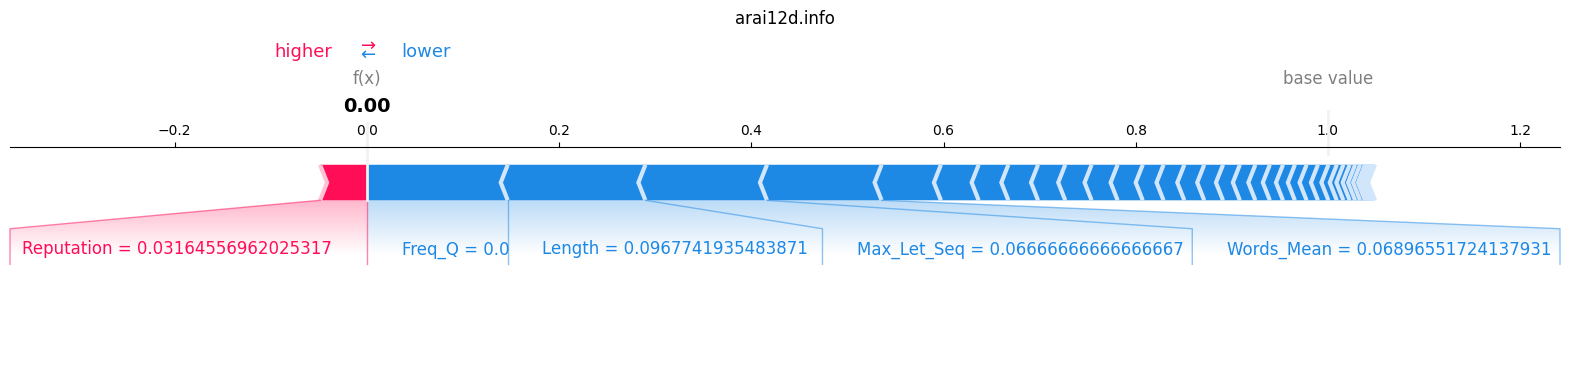 arai12d.info
higher ⇄ lower
f(x)
base value
0.00
−0.2 0.0 0.2 0.4 0.6 0.8 1.0 1.2
Reputation = 0.03164556962025317 Freq_Q = 0.0 Length = 0.0967741935483871 Max_Let_Seq = 0.06666666666666667 Words_Mean = 0.06896551724137931